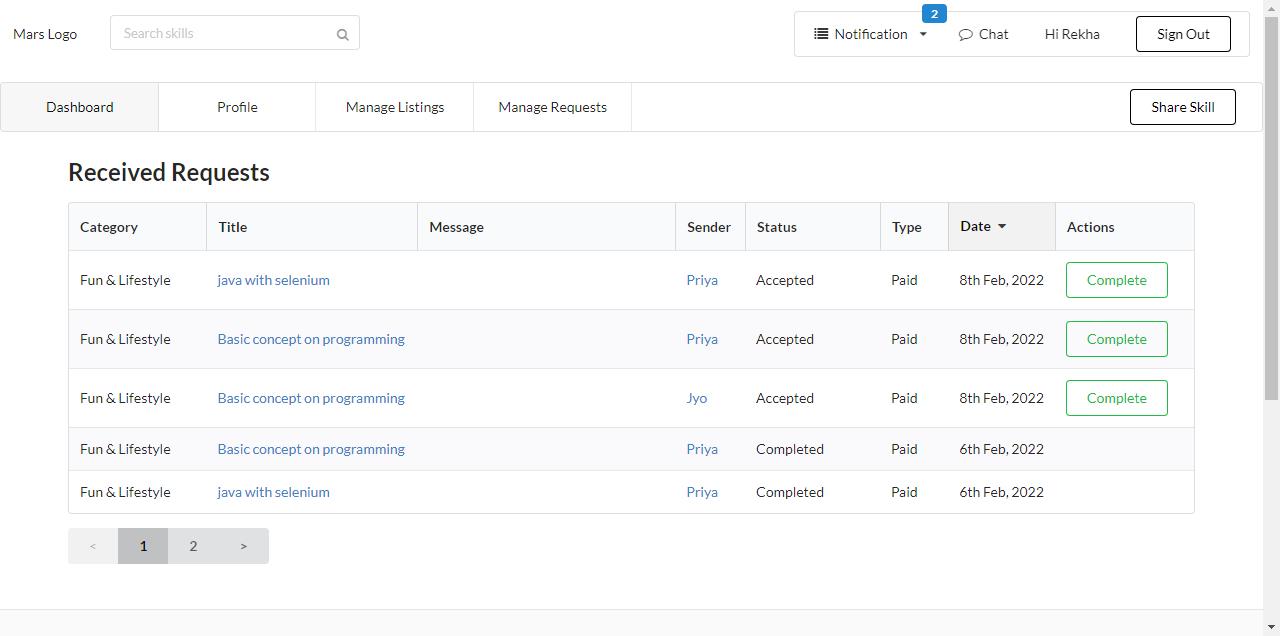 2
Mars Logo Search skills Notification Chat Hi Rekha Sign Out
Dashboard Profile Manage Listings Manage Requests Share Skill
Received Requests
Category Title Message Sender Status Type Date Actions
Fun & Lifestyle java with selenium Priya Accepted Paid 8th Feb, 2022 Complete
Fun & Lifestyle Basic concept on programming Priya Accepted Paid 8th Feb, 2022 Complete
Fun & Lifestyle Basic concept on programming Jyo Accepted Paid 8th Feb, 2022 Complete
Fun & Lifestyle Basic concept on programming Priya Completed Paid 6th Feb, 2022
Fun & Lifestyle java with selenium Priya Completed Paid 6th Feb, 2022
< 1 2 >